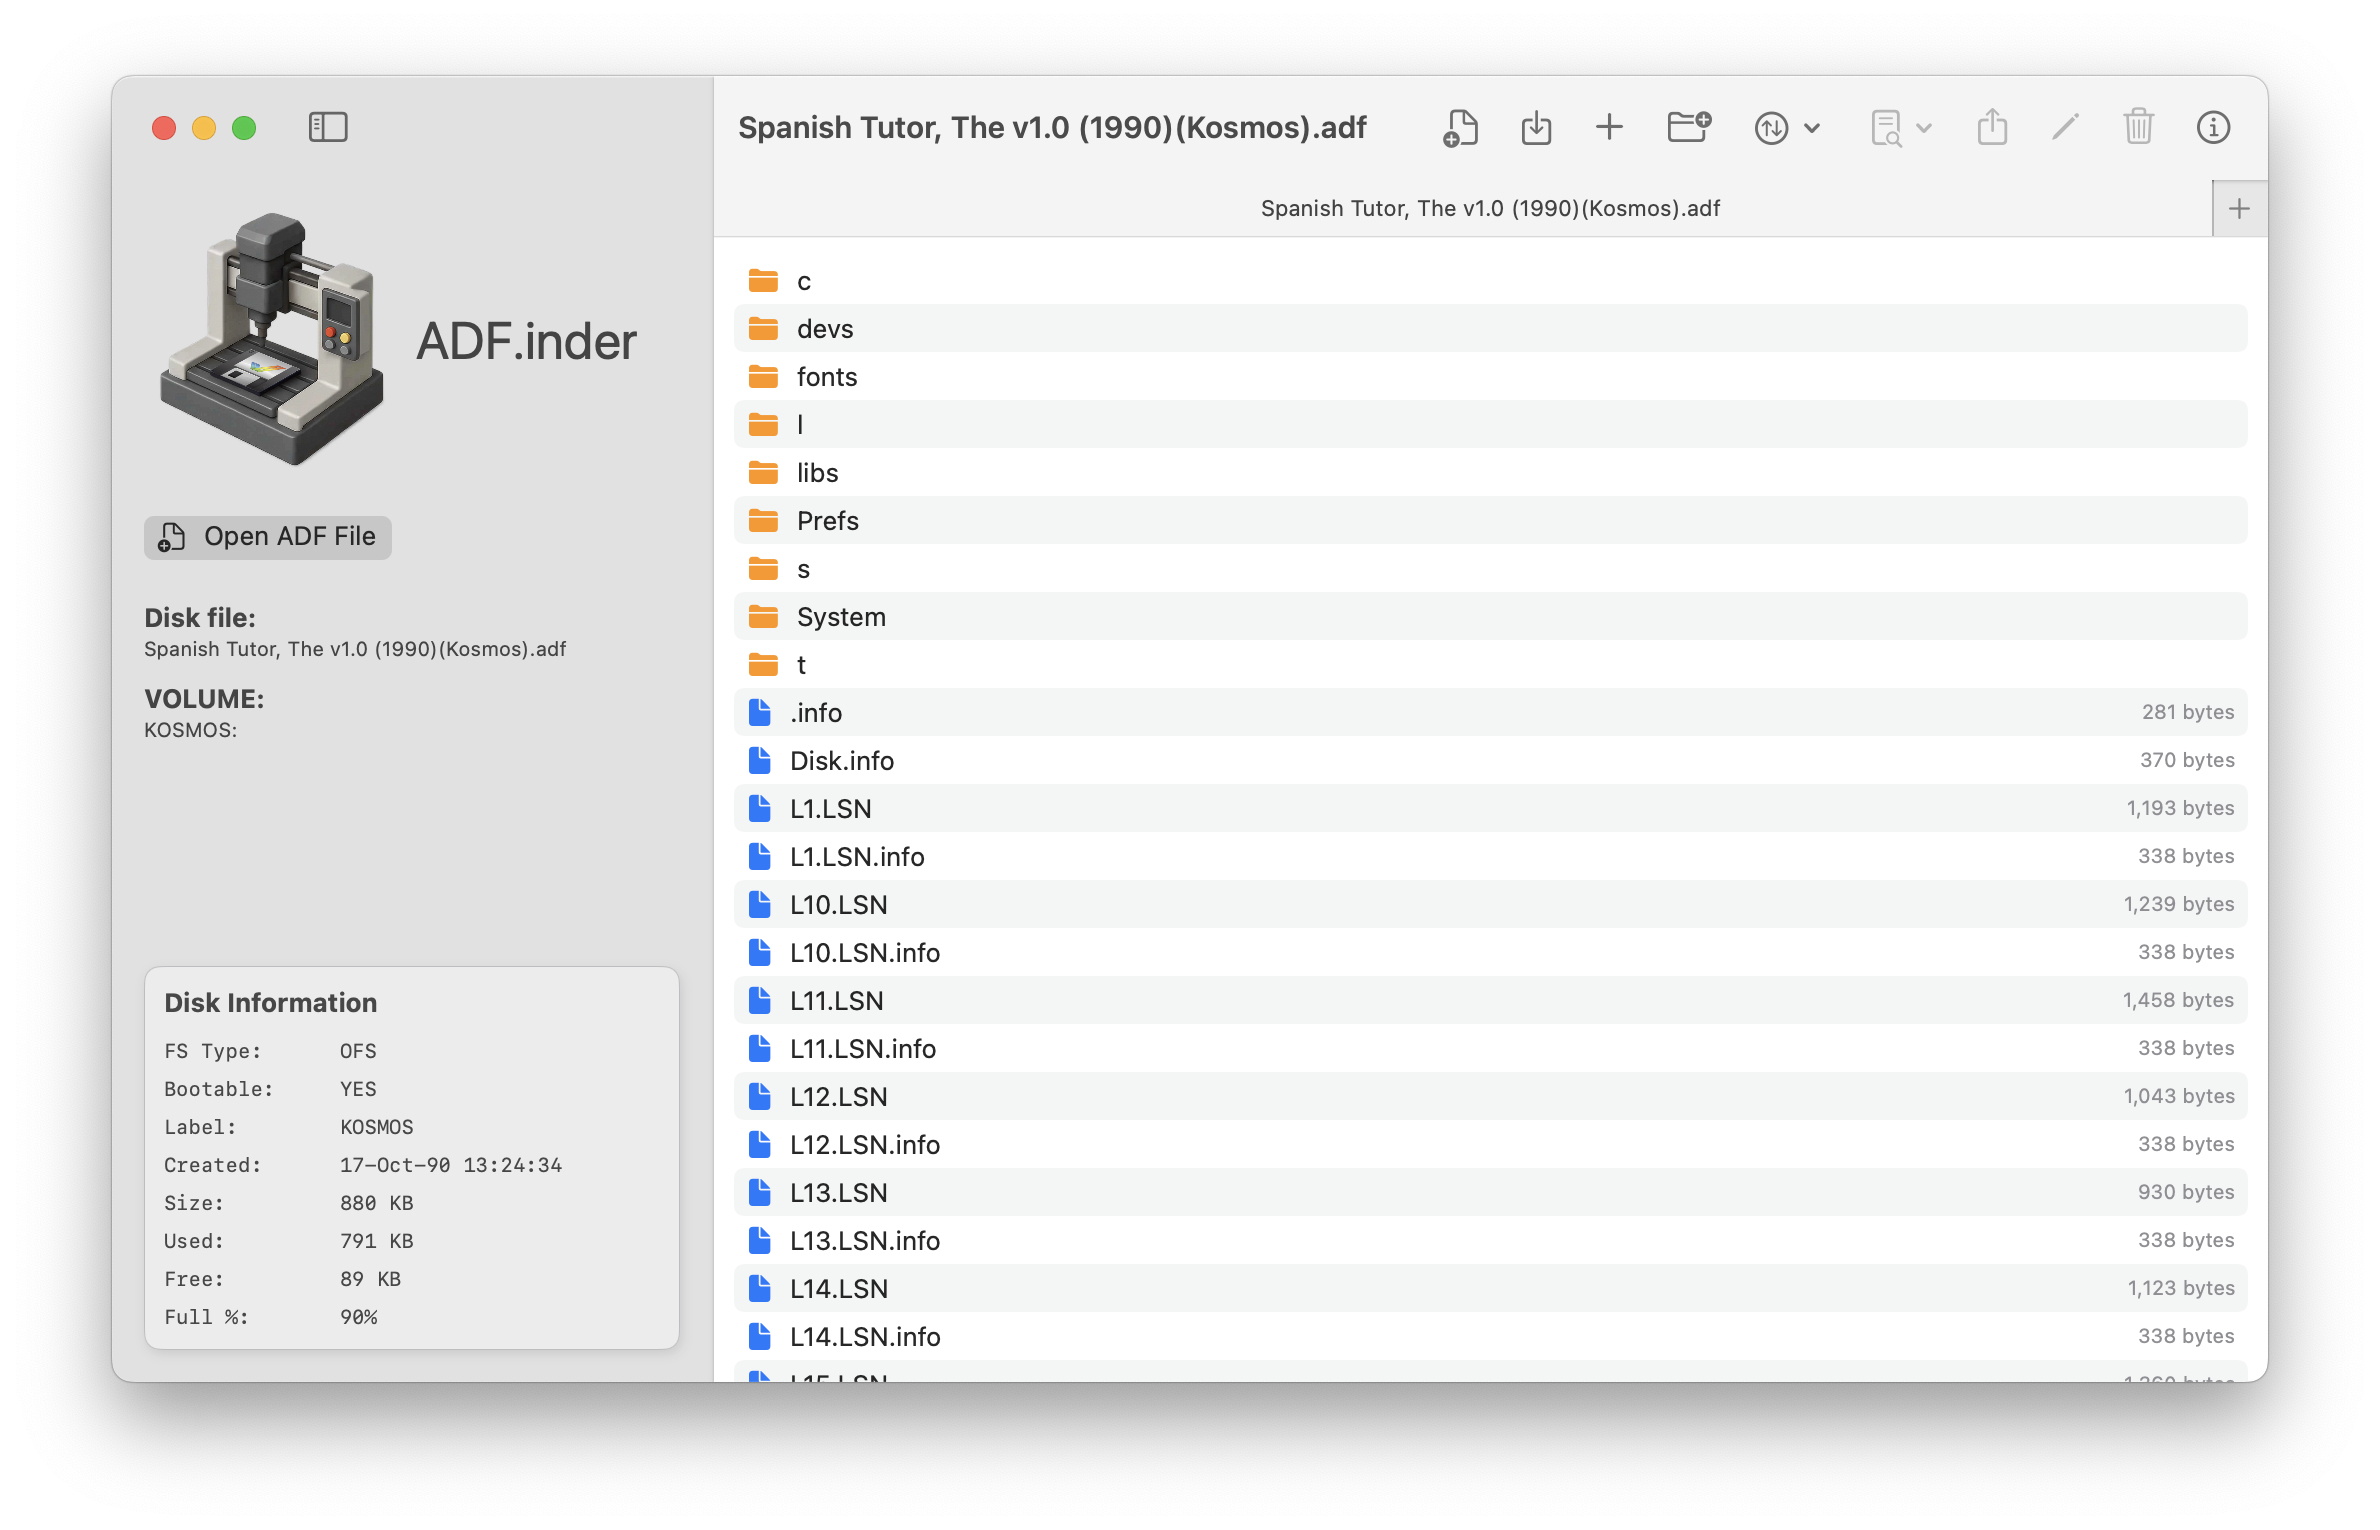 Spanish Tutor, The v1.0 (1990)(Kosmos).adf
Spanish Tutor, The v1.0 (1990)(Kosmos).adf
ADF.inder
Open ADF File
Disk file:
Spanish Tutor, The v1.0 (1990)(Kosmos).adf
VOLUME:
KOSMOS:
Disk Information
FS Type: OFS
Bootable: YES
Label: KOSMOS
Created: 17-Oct-90 13:24:34
Size: 880 KB
Used: 791 KB
Free: 89 KB
Full %: 90%
c
devs
fonts
l
libs
Prefs
s
System
t
.info 281 bytes
Disk.info 370 bytes
L1.LSN 1,193 bytes
L1.LSN.info 338 bytes
L10.LSN 1,239 bytes
L10.LSN.info 338 bytes
L11.LSN 1,458 bytes
L11.LSN.info 338 bytes
L12.LSN 1,043 bytes
L12.LSN.info 338 bytes
L13.LSN 930 bytes
L13.LSN.info 338 bytes
L14.LSN 1,123 bytes
L14.LSN.info 338 bytes
L15.LSN